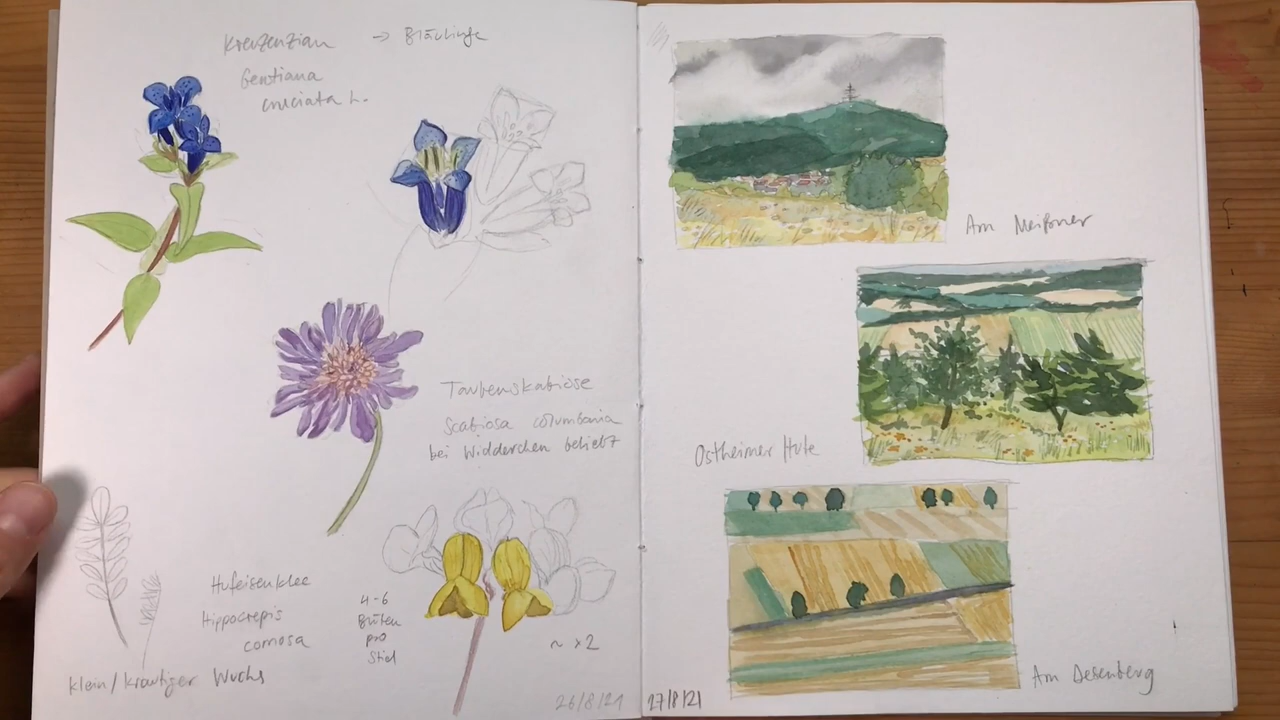 Kreuzenzian → Bläulinge
Gentiana
cruciata L.
Taubenskabiose
Scabiosa columbaria
bei Widderchen beliebt
Hufeisenklee
Hippocrepis
comosa
4-6
Blüten
pro
Stiel
~ x2
klein/krautiger Wuchs
26/8/21
27/8/21
Am Meißner
Ostheimer Hute
Am Desenberg